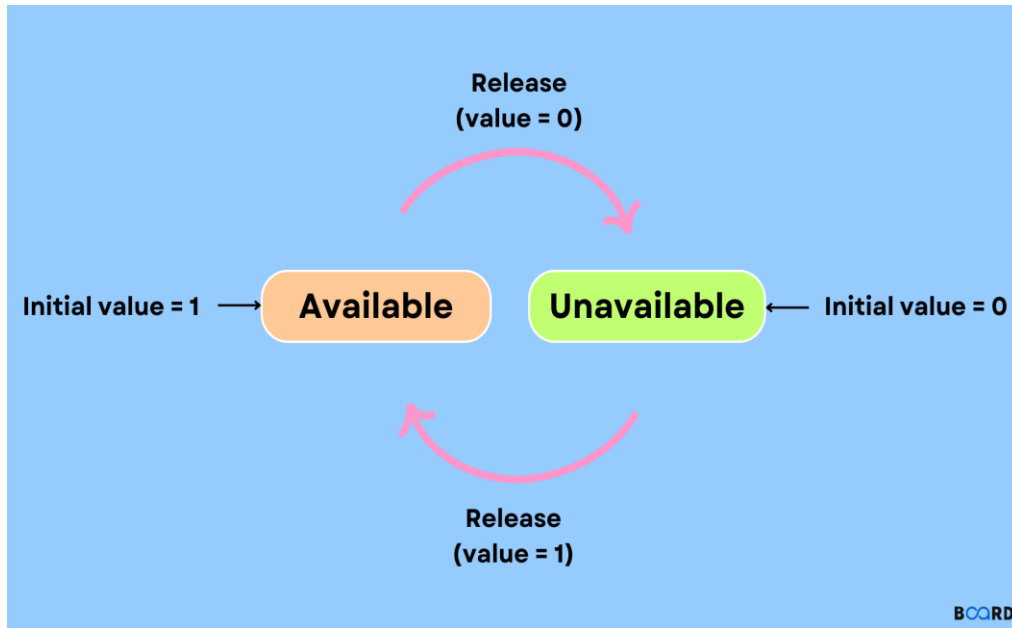 Release
(value = 0)
Initial value = 1
Available
Unavailable
Initial value = 0
Release
(value = 1)
BOARD